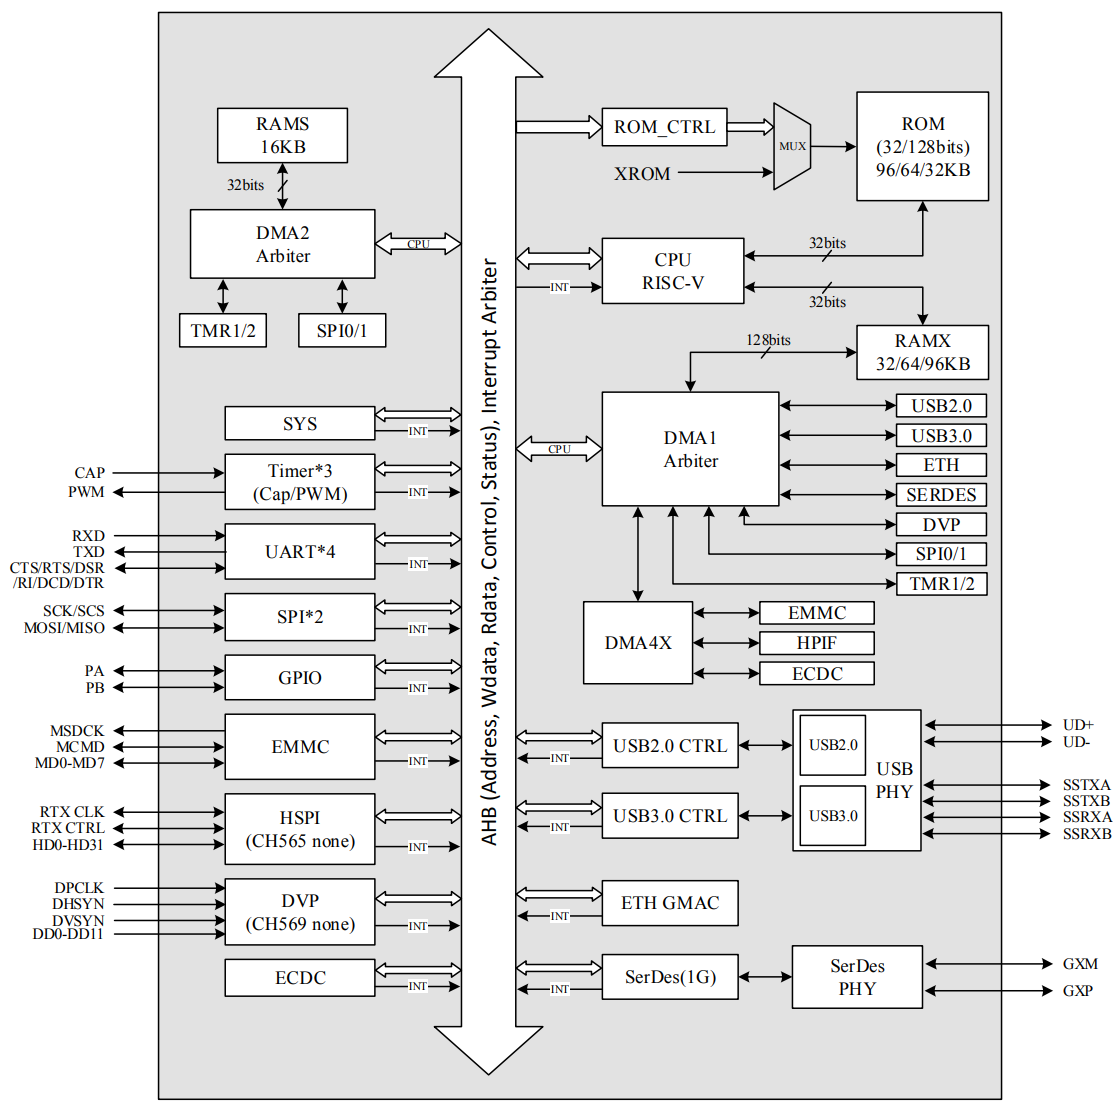 RAMS
16KB
32bits
DMA2
Arbiter
CPU
TMR1/2
SPI0/1
SYS
INT
CAP
PWM
Timer*3
(Cap/PWM)
INT
RXD
TXD
CTS/RTS/DSR
/RI/DCD/DTR
UART*4
INT
SCK/SCS
MOSI/MISO
SPI*2
INT
PA
PB
GPIO
INT
MSDCK
MCMD
MD0-MD7
EMMC
INT
RTX CLK
RTX CTRL
HD0-HD31
HSPI
(CH565 none)
INT
DPCLK
DHSYN
DVSYN
DD0-DD11
DVP
(CH569 none)
INT
ECDC
INT
AHB (Address, Wdata, Rdata, Control, Status), Interrupt Arbiter
ROM_CTRL
XROM
MUX
ROM
(32/128bits)
96/64/32KB
CPU
RISC-V
INT
32bits
32bits
RAMX
32/64/96KB
128bits
DMA1
Arbiter
CPU
USB2.0
USB3.0
ETH
SERDES
DVP
SPI0/1
TMR1/2
DMA4X
EMMC
HPIF
ECDC
USB2.0 CTRL
INT
USB3.0 CTRL
INT
USB2.0
USB3.0
USB
PHY
UD+
UD-
SSTXA
SSTXB
SSRXA
SSRXB
ETH GMAC
INT
SerDes(1G)
INT
SerDes
PHY
GXM
GXP